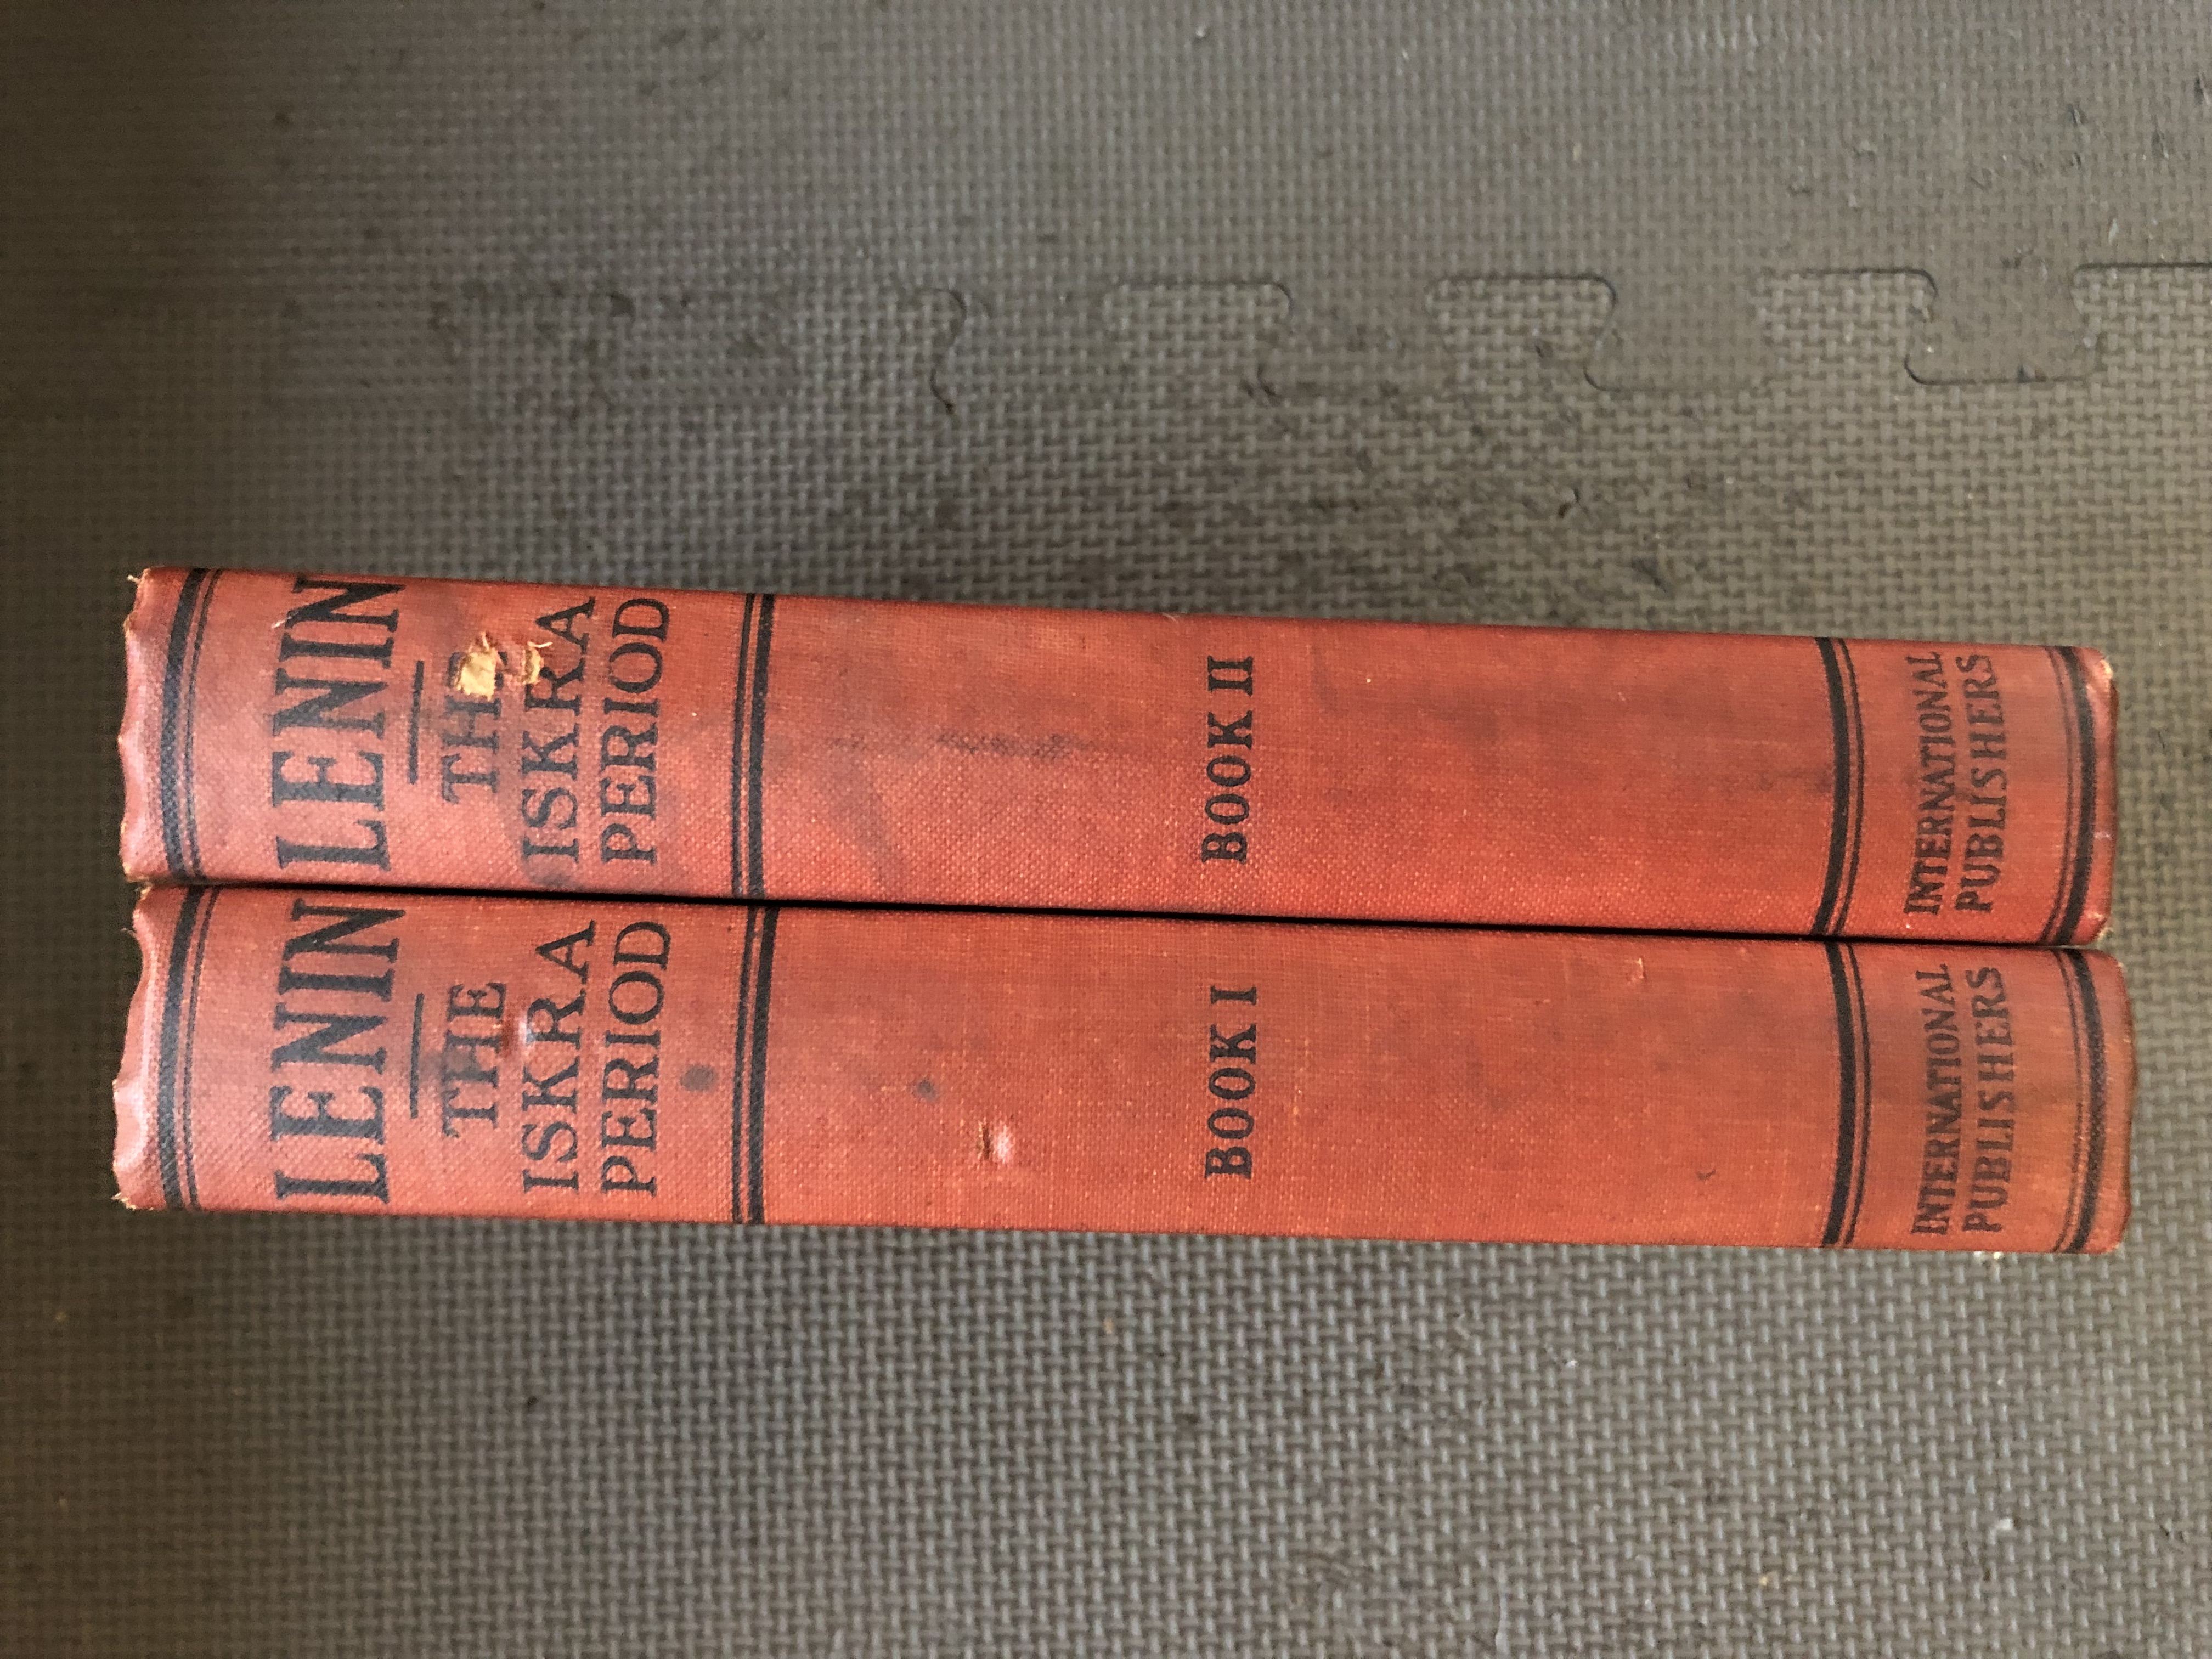 LENIN
THE
ISKRA
PERIOD
BOOK II
INTERNATIONAL
PUBLISHERS
LENIN
THE
ISKRA
PERIOD
BOOK I
INTERNATIONAL
PUBLISHERS